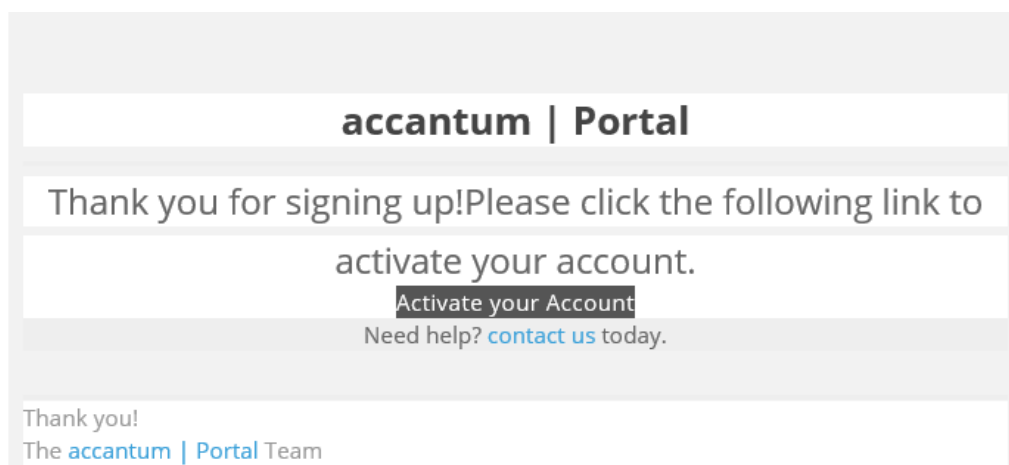 accantum | Portal
Thank you for signing up!Please click the following link to
activate your account.
Activate your Account
Need help? contact us today.
Thank you!
The accantum | Portal Team